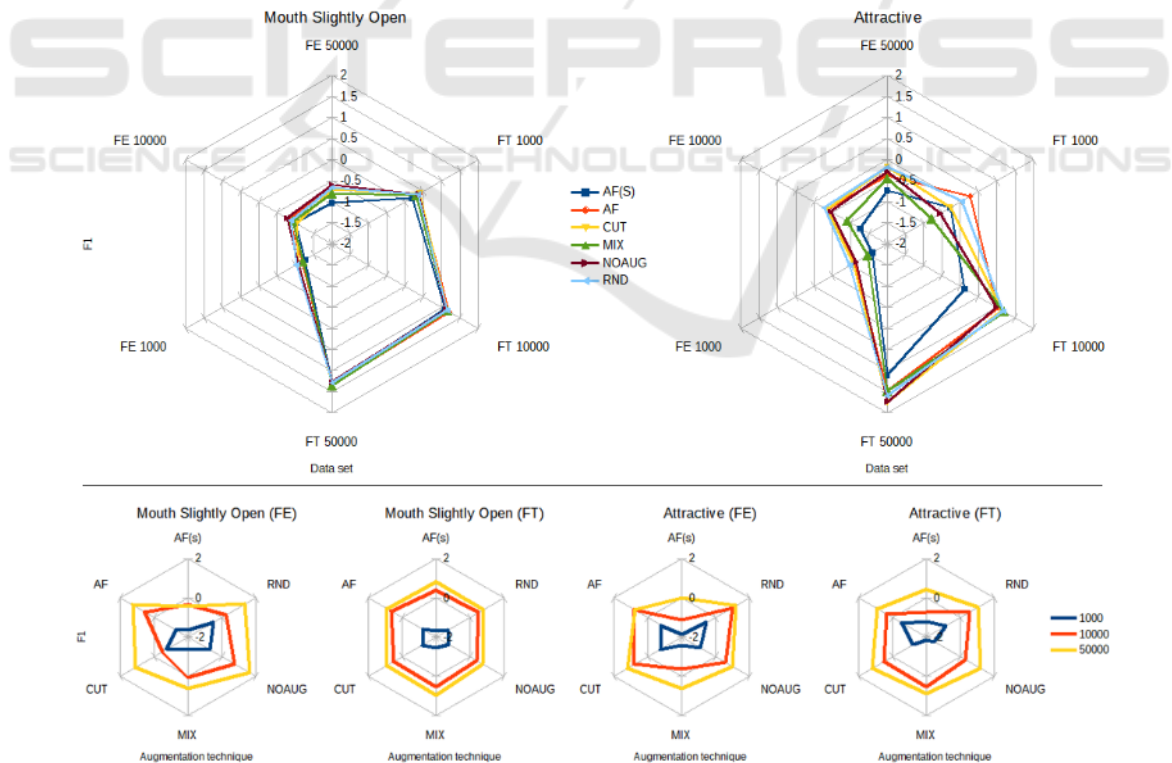 SCITEPRESS
SCIENCE AND TECHNOLOGY PUBLICATIONS
Mouth Slightly Open
FE 50000
2
1.5
1
0.5
0
-0.5
-1
-1.5
-2
FE 10000
FT 1000
F1
FE 1000
FT 10000
FT 50000
Data set
AF(S)
AF
CUT
MIX
NOAUG
RND
Attractive
FE 50000
2
1.5
1
0.5
0
-0.5
-1
-1.5
-2
FE 10000
FT 1000
FE 1000
FT 10000
FT 50000
Data set
Mouth Slightly Open (FE)
AF(s)
2
AF
0
RND
F1
-2
CUT
NOAUG
MIX
Augmentation technique
Mouth Slightly Open (FT)
AF(s)
2
AF
0
RND
-2
CUT
NOAUG
MIX
Augmentation technique
Attractive (FE)
AF(s)
2
AF
0
RND
-2
CUT
NOAUG
MIX
Augmentation technique
Attractive (FT)
AF(s)
2
AF
0
RND
-2
CUT
NOAUG
MIX
Augmentation technique
1000
10000
50000